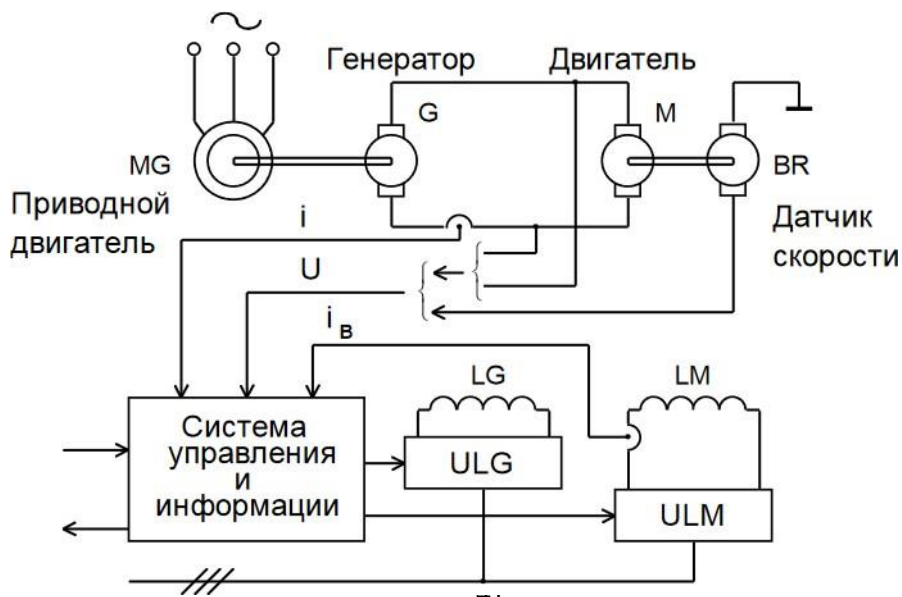 Генератор
Двигатель
G
M
MG
BR
Приводной
двигатель
Датчик
скорости
i
U
i в
LG
LM
Система
управления
и
информации
ULG
ULM